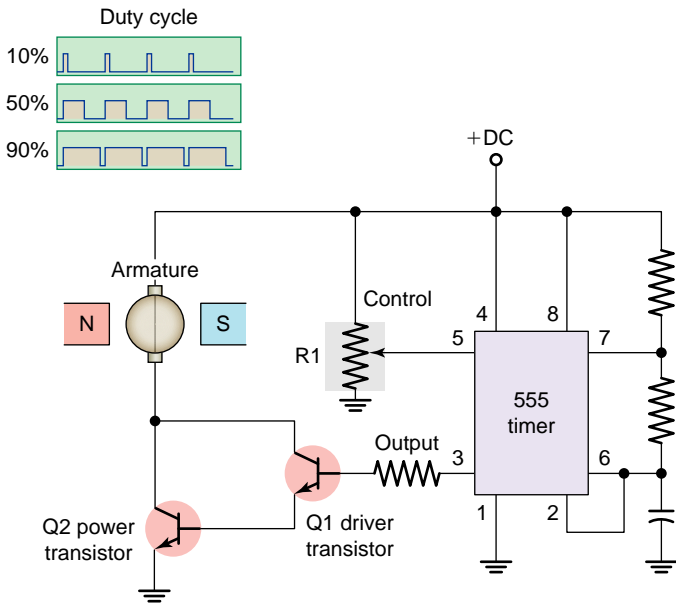 Duty cycle
10%
50%
90%
+DC
Armature
N
S
Control
R1
4
8
5
7
555
timer
Output
3
6
1
2
Q1 driver
transistor
Q2 power
transistor